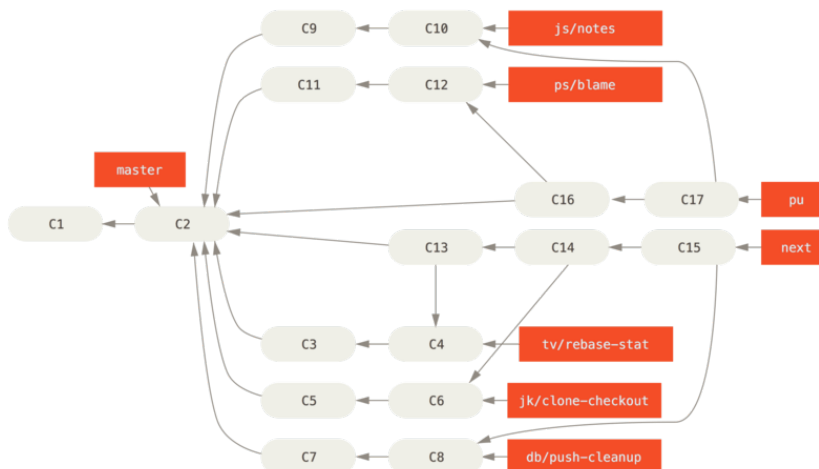 C9
C10
js/notes
C11
C12
ps/blame
master
C16
C17
pu
C1
C2
C13
C14
C15
next
C3
C4
tv/rebase-stat
C5
C6
jk/clone-checkout
C7
C8
db/push-cleanup